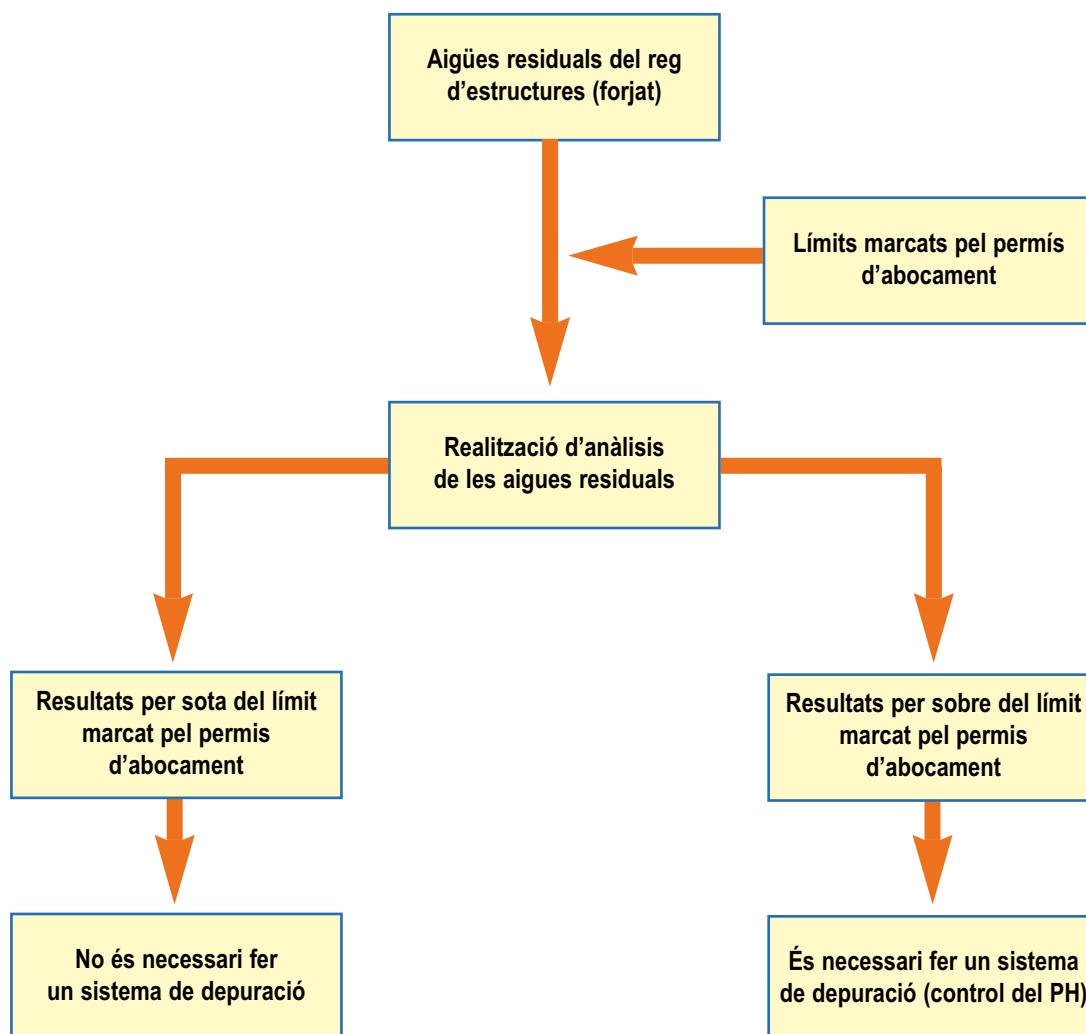 Aigües residuals del reg
d’estructures (forjat)
Límits marcats pel permís
d’abocament
Realització d’anàlisis
de les aigues residuals
Resultats per sota del límit
marcat pel permis
d’abocament
Resultats per sobre del límit
marcat pel permis
d’abocament
No és necessari fer
un sistema de depuració
És necessari fer un sistema
de depuració (control del PH)